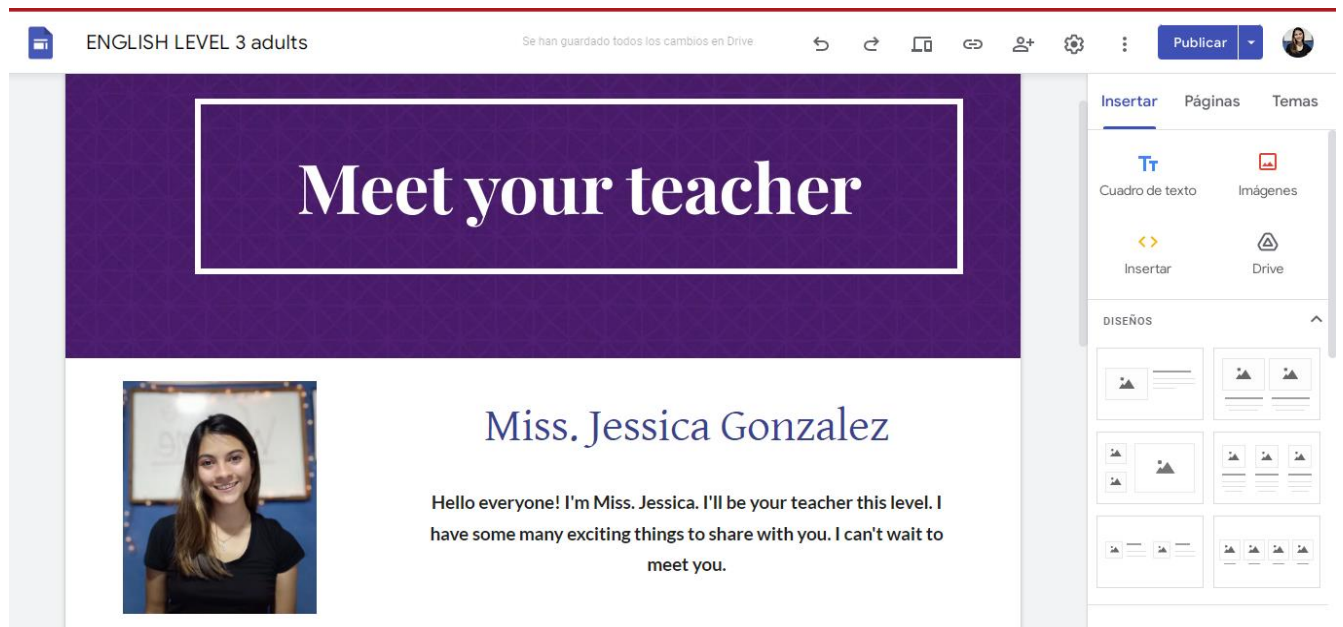 ENGLISH LEVEL 3 adults
Se han guardado todos los cambios en Drive
Publicar
Insertar Páginas Temas
Tт
Cuadro de texto Imágenes
Insertar Drive
DISEÑOS
Meet your teacher
Miss. Jessica Gonzalez
Hello everyone! I'm Miss. Jessica. I'll be your teacher this level. I
have some many exciting things to share with you. I can't wait to
meet you.